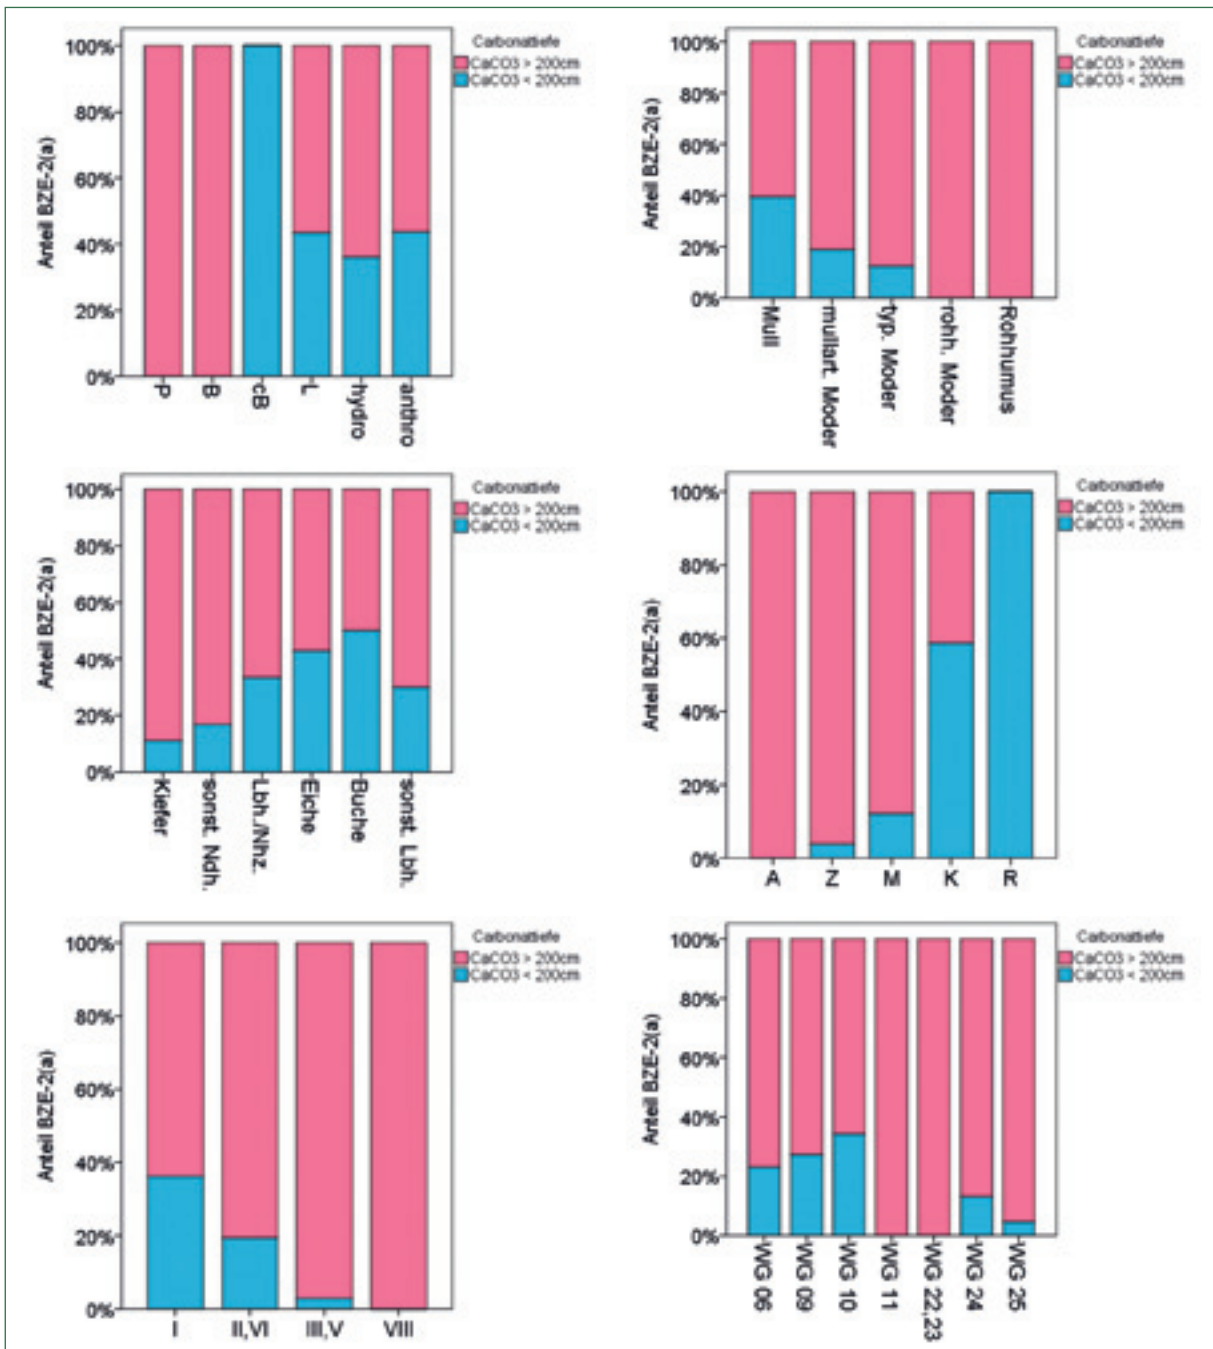 Carbonattiefe
CaCO3 > 200cm
CaCO3 < 200cm
Anteil BZE-2(a)
100%
80%
60%
40%
20%
0%
P
B
cB
L
hydro
anthro
Carbonattiefe
CaCO3 > 200cm
CaCO3 < 200cm
Anteil BZE-2(a)
100%
80%
60%
40%
20%
0%
Mull
mullart. Moder
typ. Moder
rohh. Moder
Rohhumus
Carbonattiefe
CaCO3 > 200cm
CaCO3 < 200cm
Anteil BZE-2(a)
100%
80%
60%
40%
20%
0%
Kiefer
sonst. Ndh.
Lbh./Nhz.
Eiche
Buche
sonst. Lbh.
Carbonattiefe
CaCO3 > 200cm
CaCO3 < 200cm
Anteil BZE-2(a)
100%
80%
60%
40%
20%
0%
A
Z
M
K
R
Carbonattiefe
CaCO3 > 200cm
CaCO3 < 200cm
Anteil BZE-2(a)
100%
80%
60%
40%
20%
0%
I
II,VI
III,V
VIII
Carbonattiefe
CaCO3 > 200cm
CaCO3 < 200cm
Anteil BZE-2(a)
100%
80%
60%
40%
20%
0%
WG 06
WG 09
WG 10
WG 11
WG 22,23
WG 24
WG 25